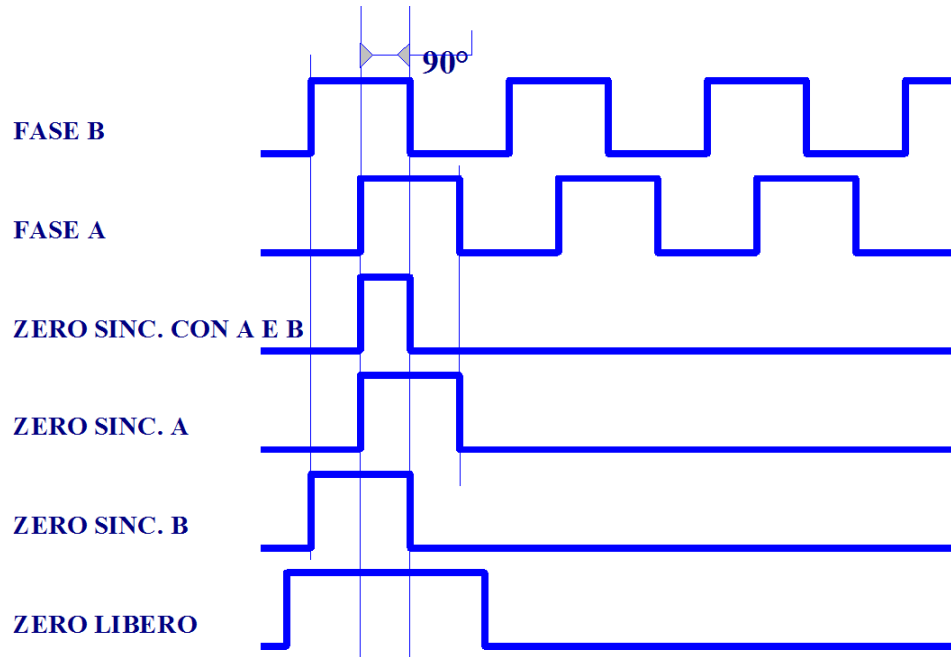 90°
FASE B
FASE A
ZERO SINC. CON A E B
ZERO SINC. A
ZERO SINC. B
ZERO LIBERO